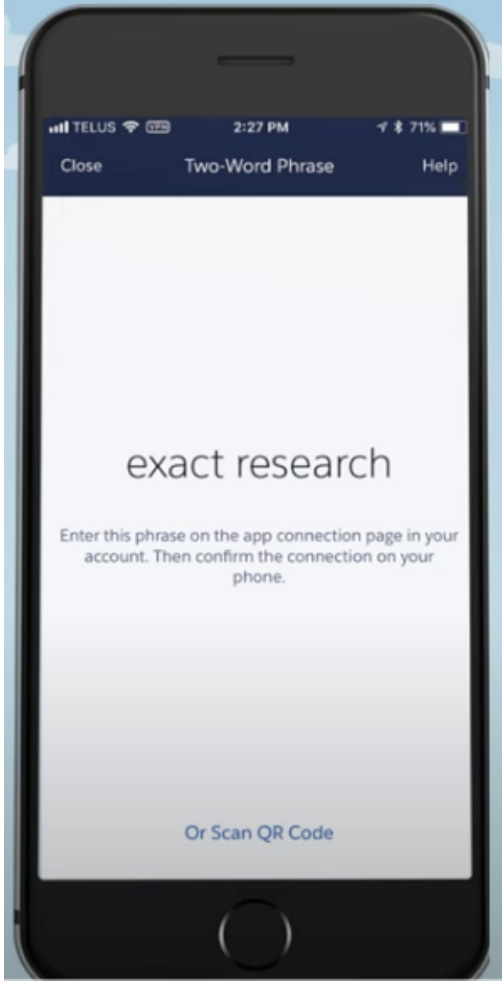 TELUS VPN 2:27 PM 71%
Close Two-Word Phrase Help
exact research
Enter this phrase on the app connection page in your
account. Then confirm the connection on your
phone.
Or Scan QR Code